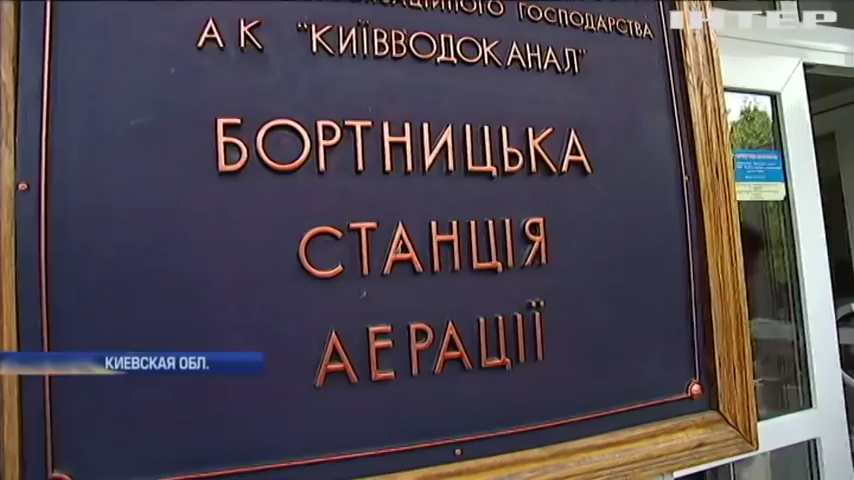 ІНТЕР
ГОСПОДАРСТВА
АК "КИЇВВОДОКАНАЛ"
БОРТНИЦЬКА
СТАНЦІЯ
АЕРАЦІЇ
КИЕВСКАЯ ОБЛ.